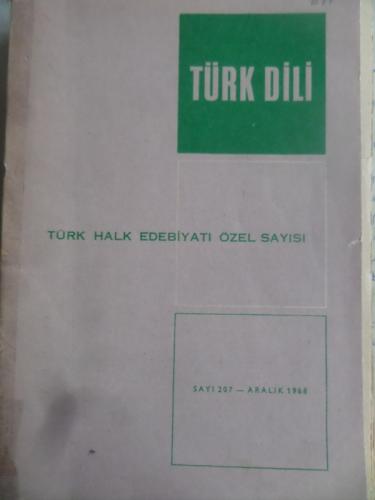 TÜRK DİLİ
TÜRK HALK EDEBİYATI ÖZEL SAYISI
SAYI 207 — ARALIK 1968